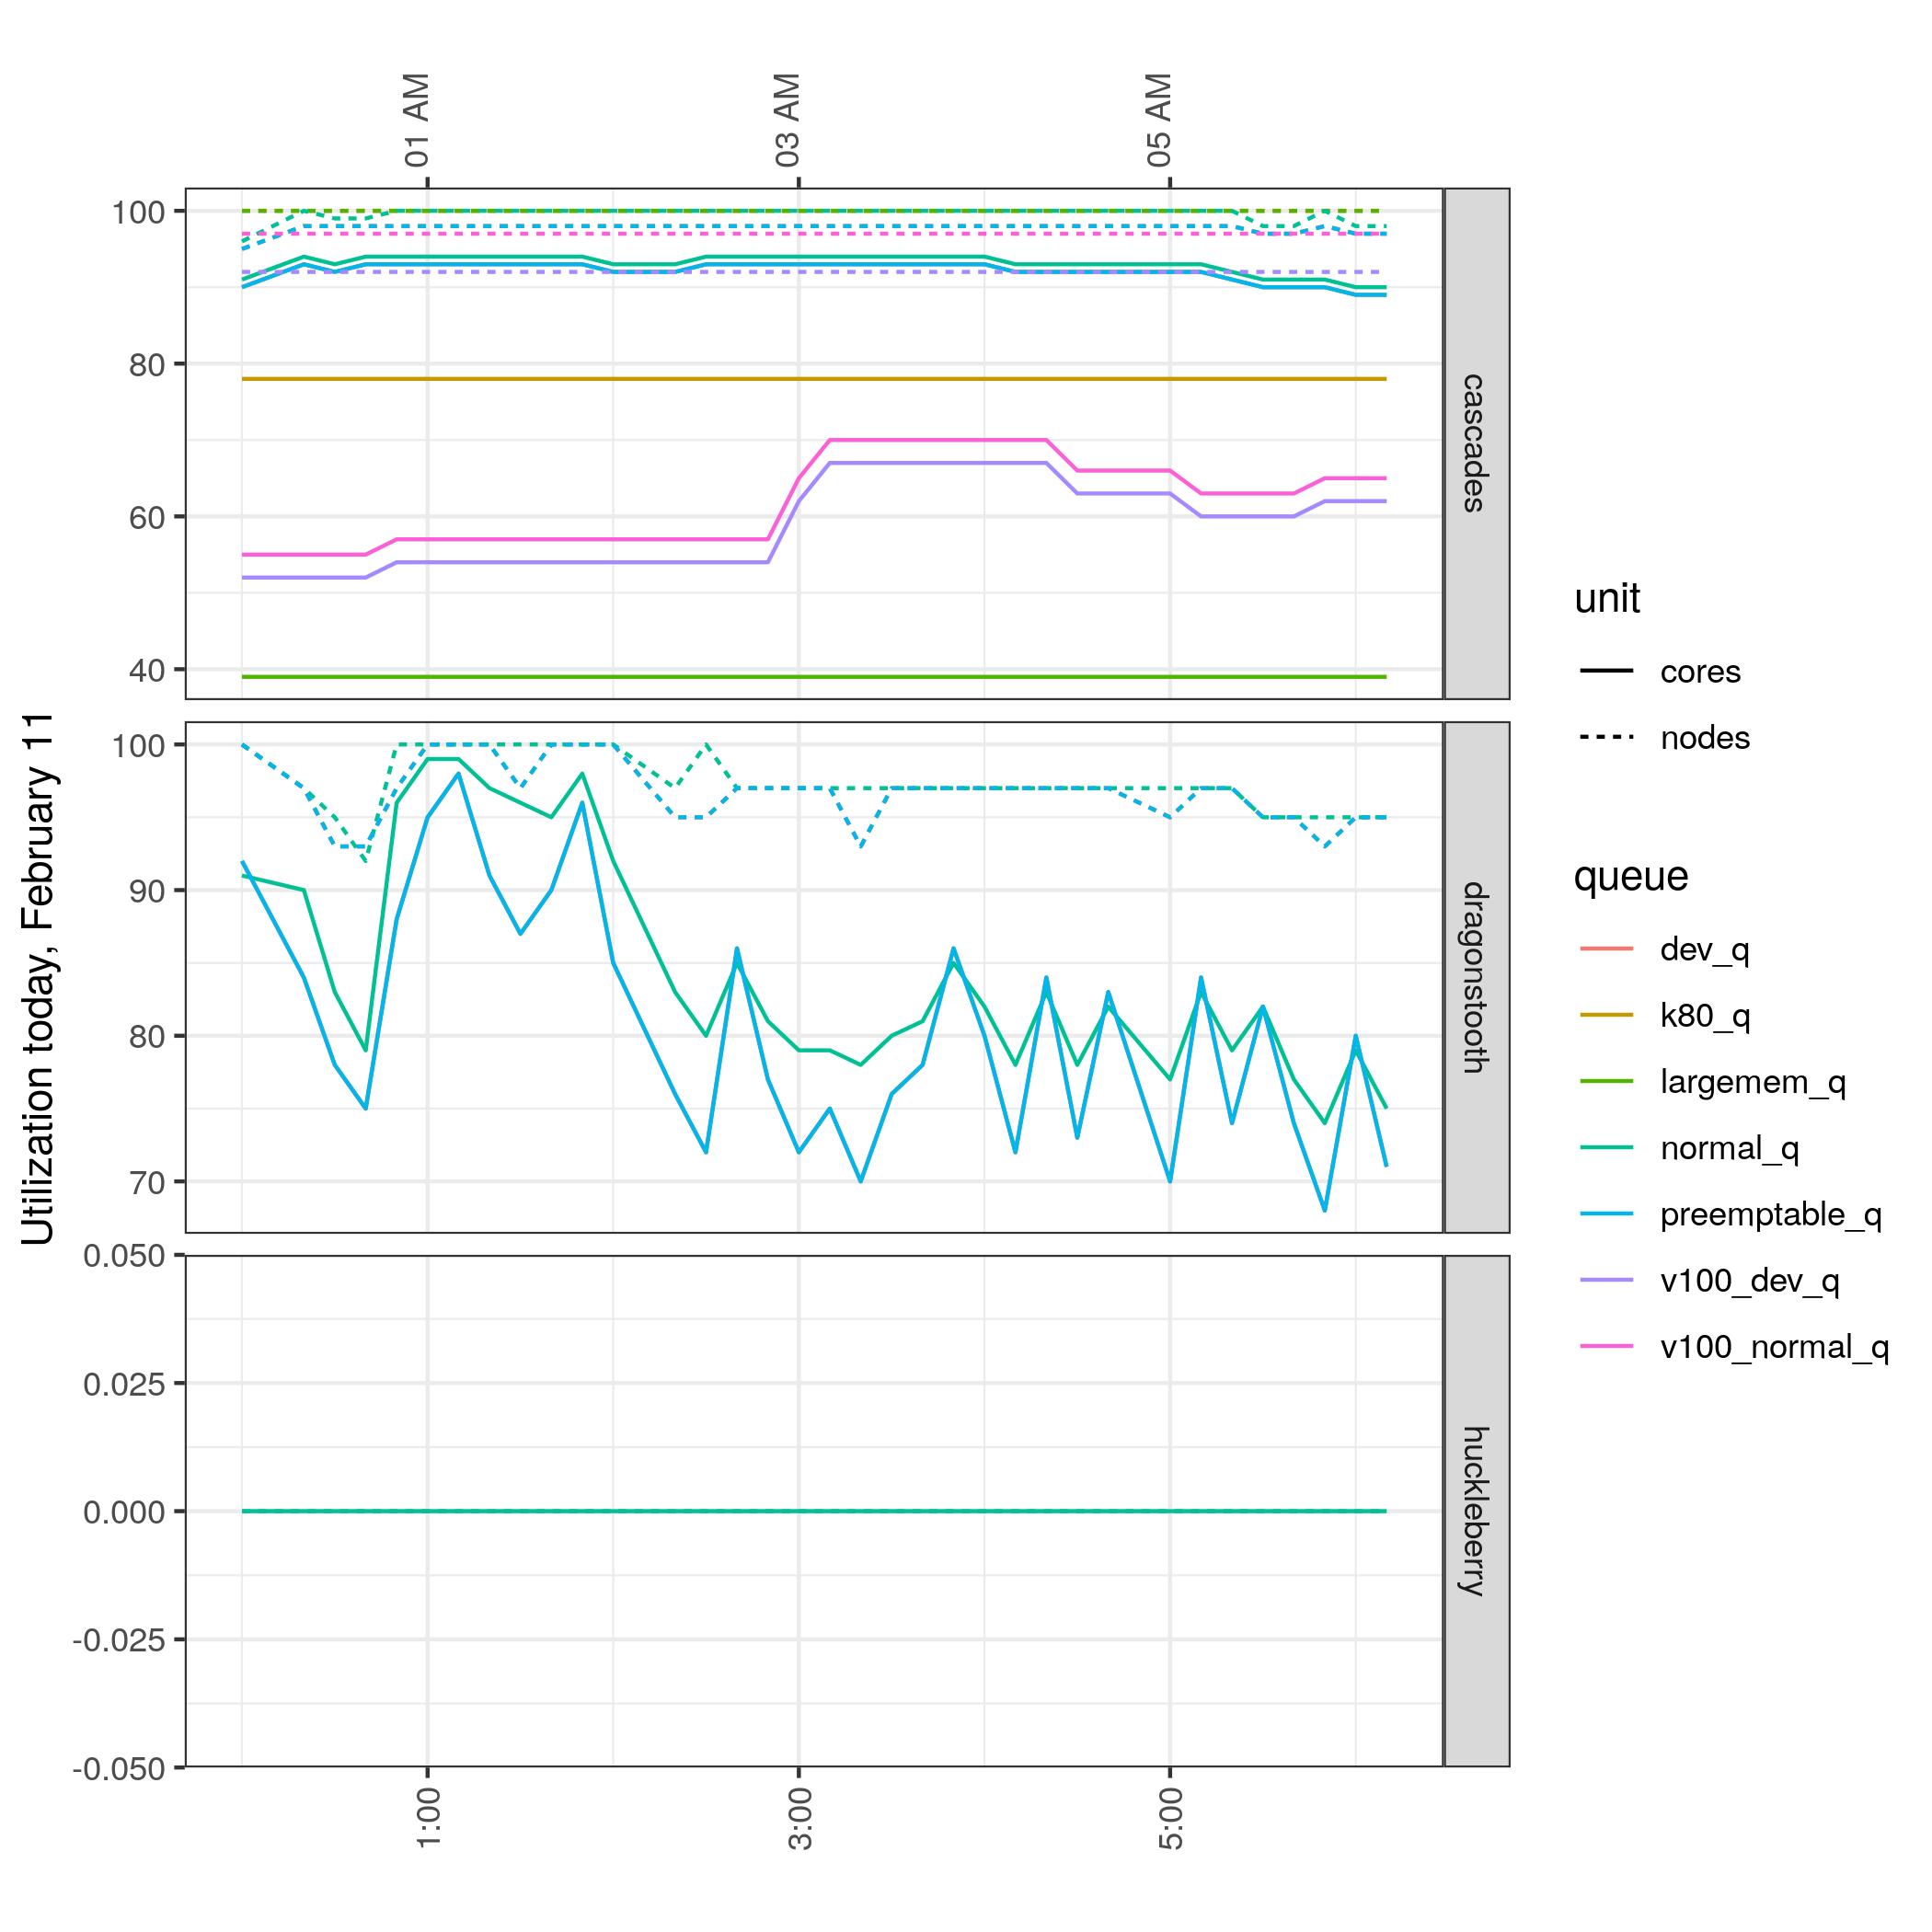 01 AM
03 AM
05 AM
Utilization today, February 11
100
80
60
40
cascades
100
90
80
70
dragonstooth
0.050
0.025
0.000
-0.025
-0.050
huckleberry
1:00
3:00
5:00
unit
cores
nodes
queue
dev_q
k80_q
largemem_q
normal_q
preemptable_q
v100_dev_q
v100_normal_q